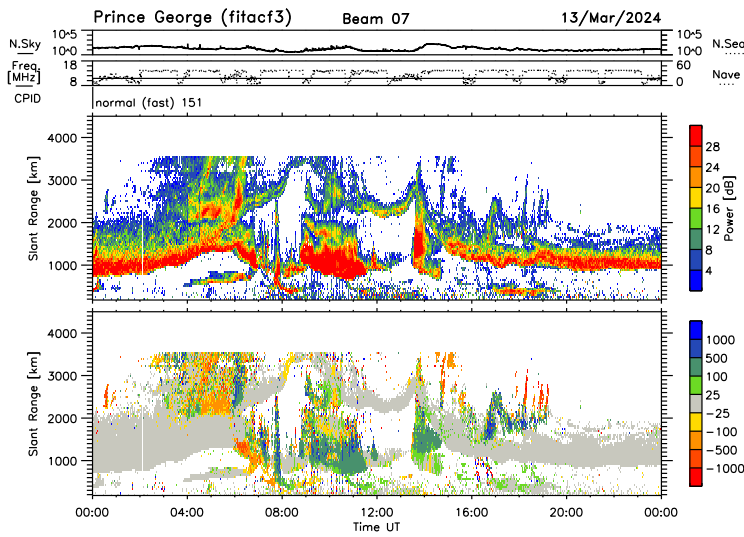 Prince George (fitacf3) Beam 07 13/Mar/2024
N.Sky 10+5 10+0 10+5 10+0 N.Sea
Freq. [MHz] 18 8 60 0 Nave
CPID normal (fast) 151
Slant Range [km]
4000
3000
2000
1000
28
24
20
16
12
8
4
Power [dB]
Slant Range [km]
4000
3000
2000
1000
1000
500
100
25
-25
-100
-500
-1000
00:00 04:00 08:00 12:00 16:00 20:00 00:00
Time UT